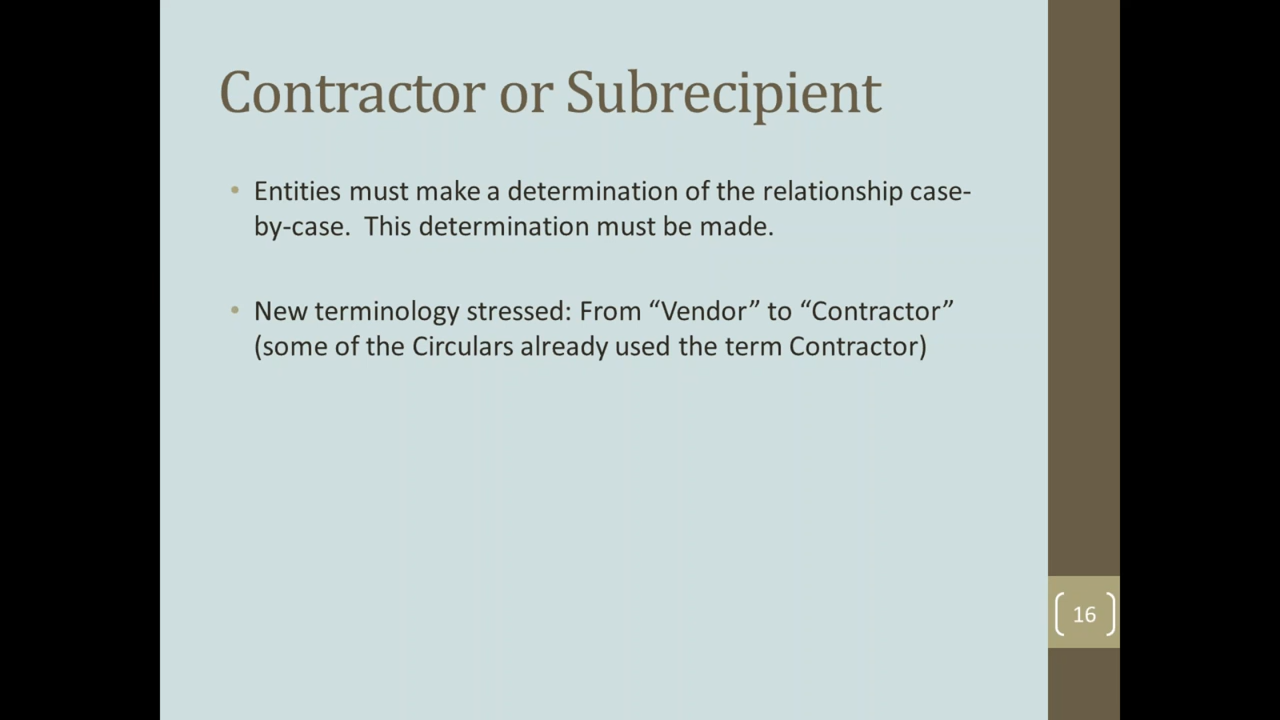 Contractor or Subrecipient
• Entities must make a determination of the relationship case-
by-case.  This determination must be made.
• New terminology stressed: From “Vendor” to “Contractor”
(some of the Circulars already used the term Contractor)
16